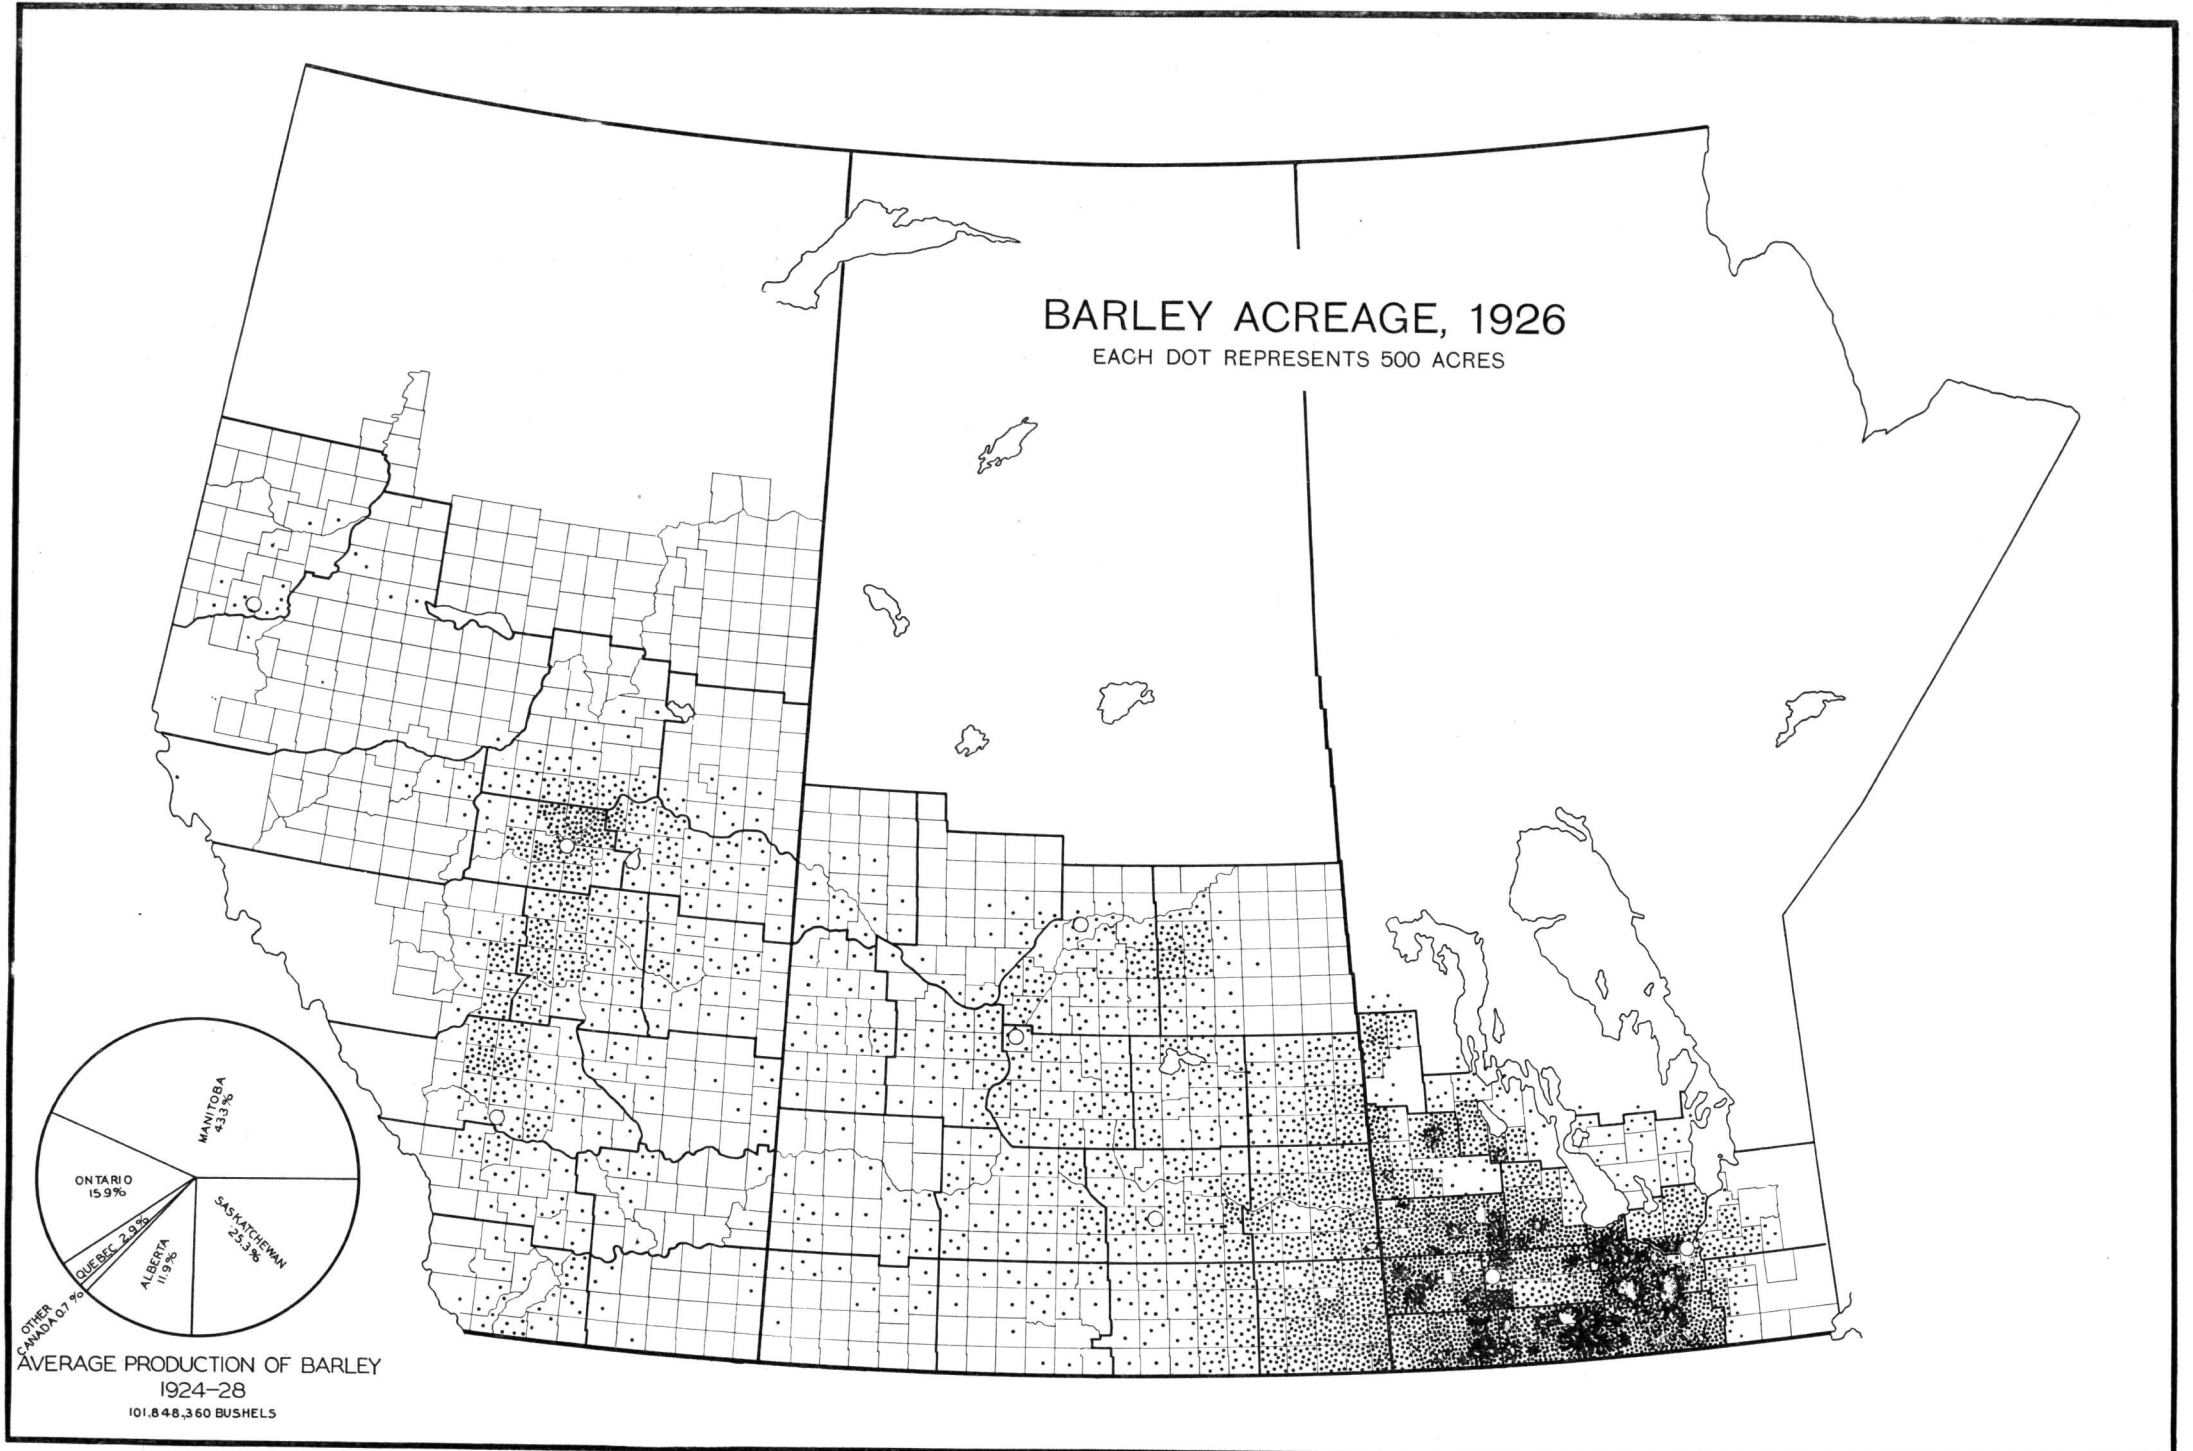 BARLEY ACREAGE, 1926
EACH DOT REPRESENTS 500 ACRES
MANITOBA
43.3%
ONTARIO
15.9%
SASKATCHEWAN
25.3%
QUEBEC 2.9%
ALBERTA
11.9%
OTHER
CANADA 0.7 %
AVERAGE PRODUCTION OF BARLEY
1924–28
101,848,360 BUSHELS